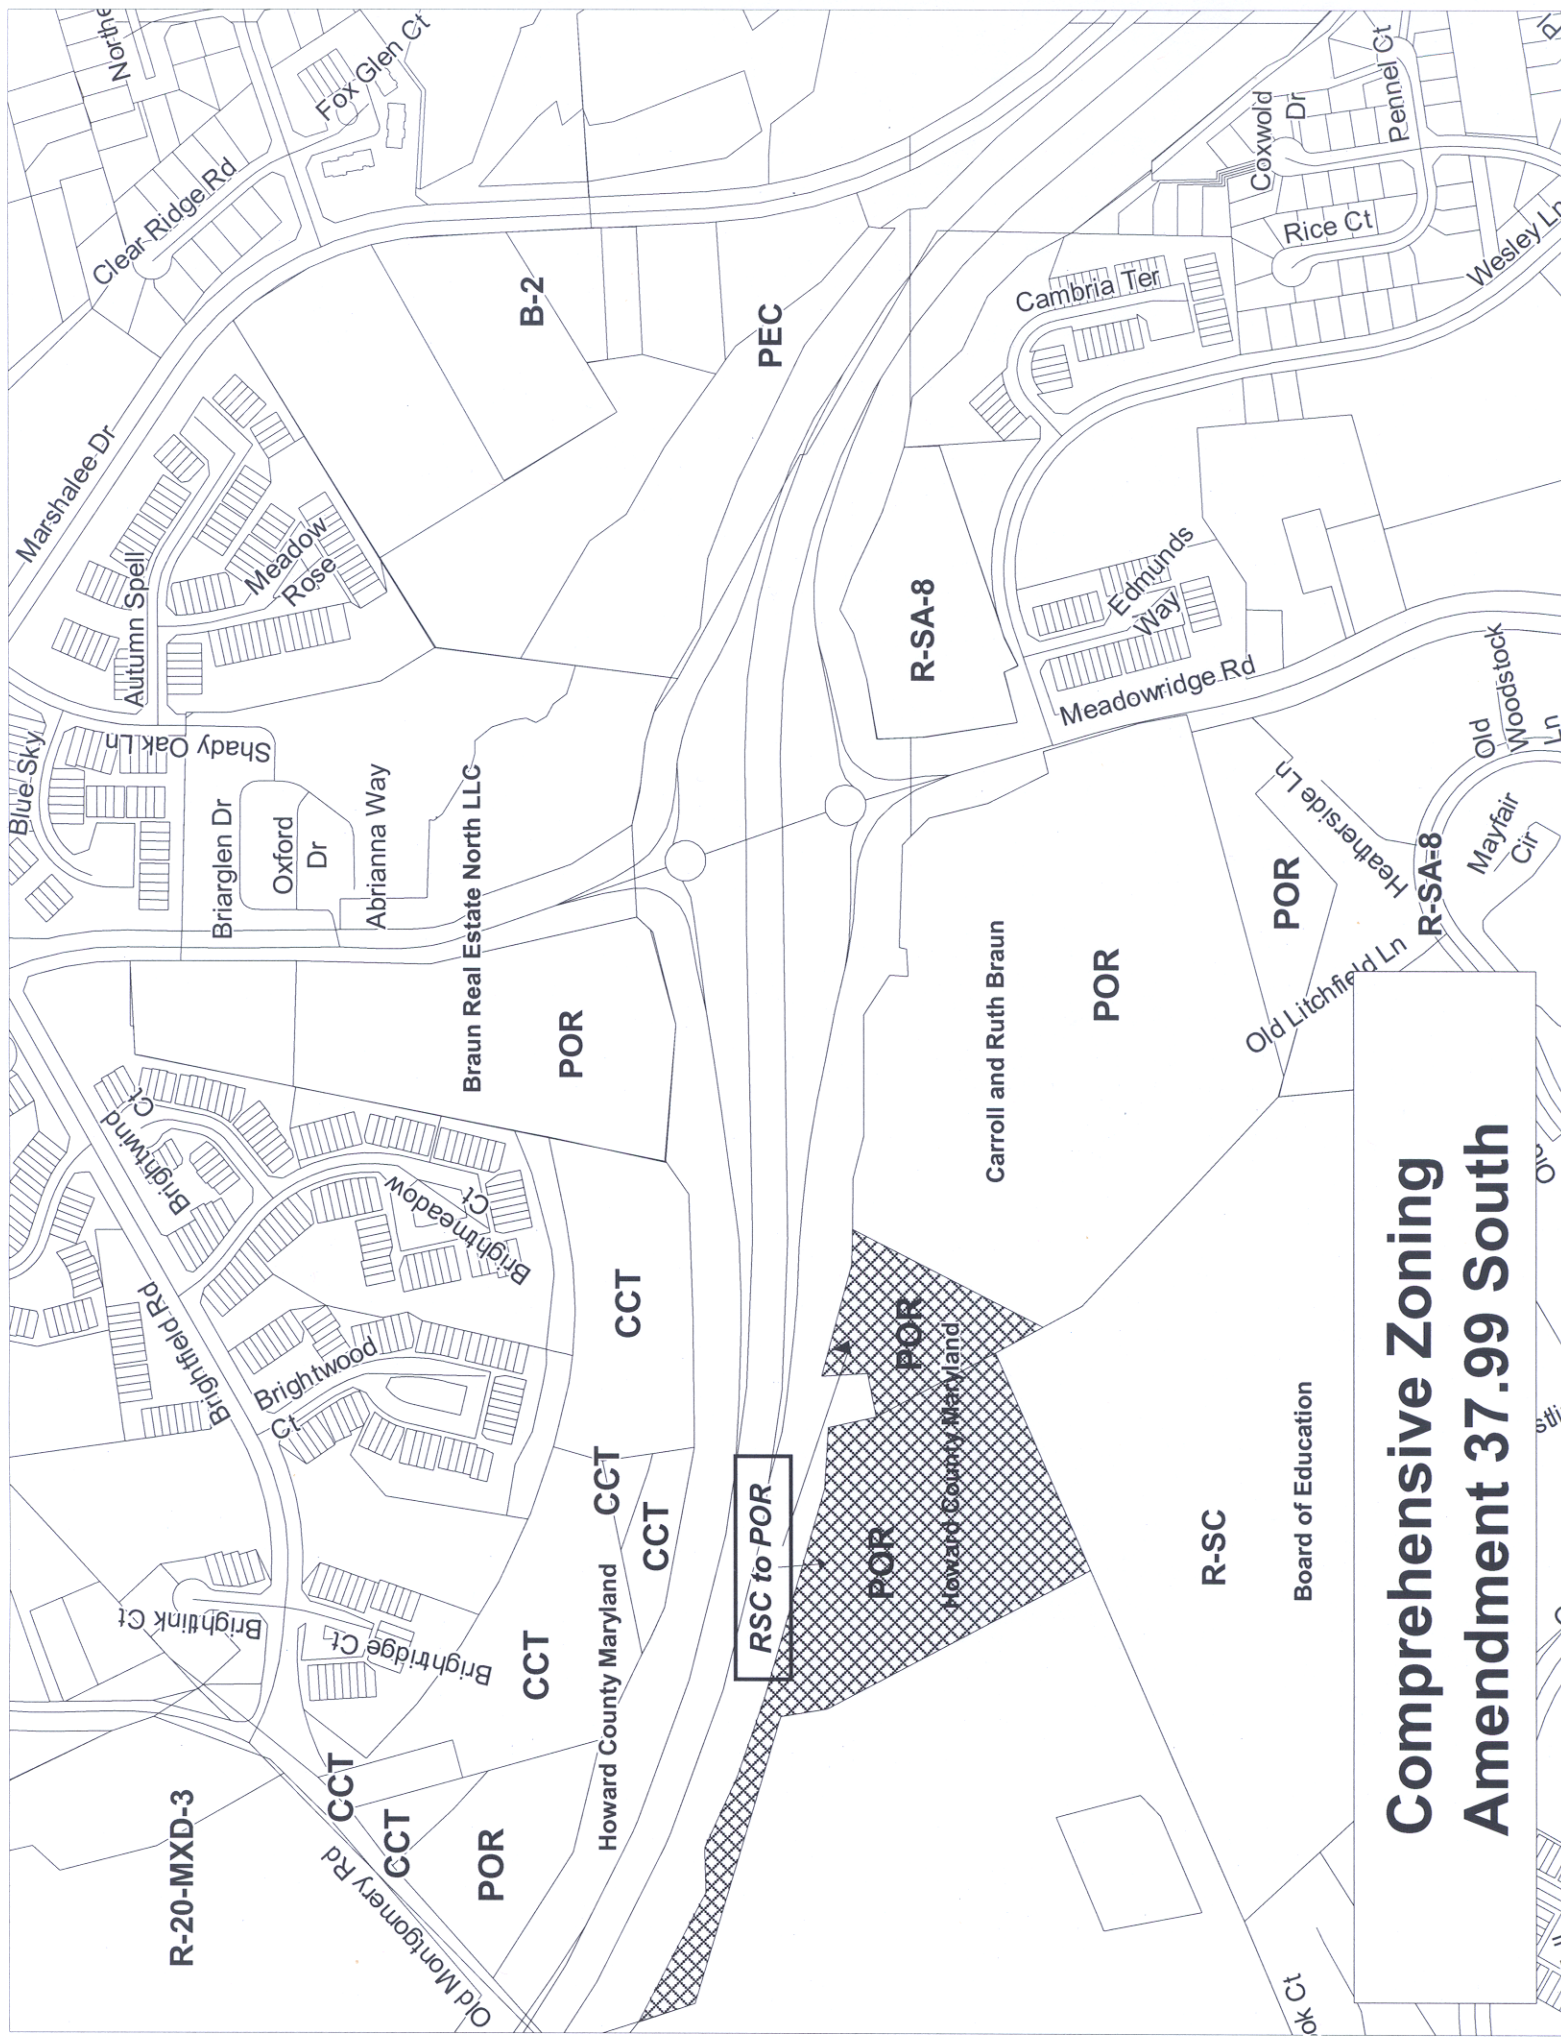 R-20-MXD-3
Old Montgomery Rd
CCT
CCT
POR
Howard County Maryland
CCT
Brightlink Ct
Brightridge Ct
CCT
CCT
CCT
Brightfield Rd
Brightwood
Ct
Brightwind
Ct
Brightmeadow
Ct
Braun Real Estate North LLC
POR
Blue Sky
Shady Oak Ln
Briarglen Dr
Oxford
Dr
Abrianna Way
Autumn Spell
Meadow
Rose
Marshalee Dr
Clear Ridge Rd
Fox Glen Ct
Northe
B-2
PEC
RSC to POR
POR
POR
Howard County Maryland
Carroll and Ruth Braun
POR
POR
R-SA-8
Cambria Ter
Edmunds
Way
Meadowridge Rd
Coxwold
Dr
Pennel Ct
Rice Ct
Wesley Ln
Old
Woodstock
Ln
Heatherside Ln
Mayfair
Cir
R-SA-8
Old Litchfield Ln
R-SC
Board of Education
ok Ct
Comprehensive Zoning
Amendment 37.99 South